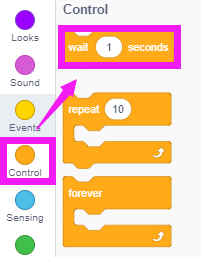 Control
Looks
wait 1 seconds
Sound
repeat 10
Events
Control
forever
Sensing